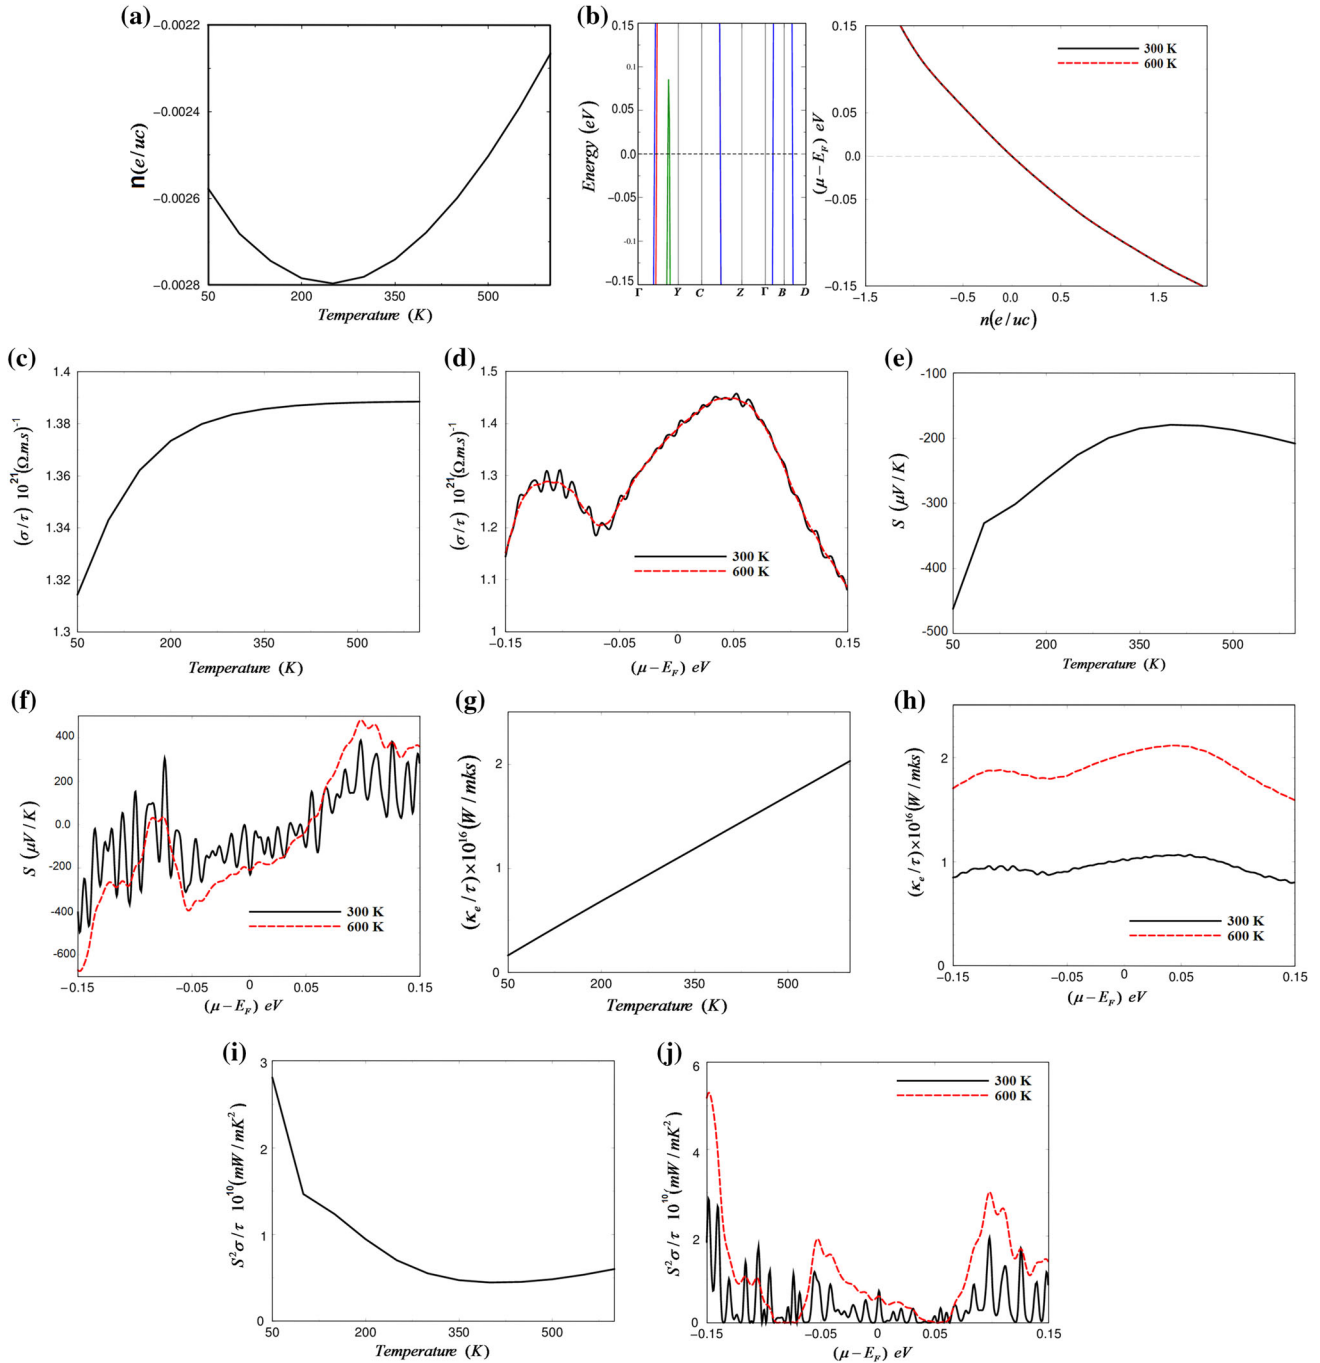 (a)
−0.0022
−0.0024
−0.0026
−0.0028
n(e/uc)
50 200 350 500
Temperature (K)
(b)
0.15
0.1
0.05
0.0
−0.05
-0.1
−0.15
Energy (eV)
Γ Y C Z Γ B D
0.15
0.05
0.0
−0.05
−0.15
(μ−E_F) eV
300 K
600 K
−1.5 −0.5 0.0 0.5 1.5
n(e/uc)
(c)
1.4
1.38
1.36
1.34
1.32
1.3
(σ/τ) 10^21(Ω.m.s)^-1
50 200 350 500
Temperature (K)
(d)
1.5
1.4
1.3
1.2
1.1
1
(σ/τ) 10^21(Ω.m.s)^-1
300 K
600 K
−0.15 −0.05 0 0.05 0.15
(μ−E_F) eV
(e)
-100
-200
-300
-400
-500
S (μV/K)
50 200 350 500
Temperature (K)
(f)
400
200
0.0
-200
-400
-600
S (μV/K)
300 K
600 K
−0.15 −0.05 0.05 0.15
(μ−E_F) eV
(g)
2
1
0
(κ_e/τ)×10^16(W/mks)
50 200 350 500
Temperature (K)
(h)
2
1
0
(κ_e/τ)×10^16(W/mks)
300 K
600 K
−0.15 −0.05 0 0.05 0.15
(μ−E_F) eV
(i)
3
2
1
0
S^2σ/τ 10^10(mW/mK^2)
50 200 350 500
Temperature (K)
(j)
6
4
2
0
S^2σ/τ 10^10(mW/mK^2)
300 K
600 K
−0.15 −0.05 0 0.05 0.15
(μ−E_F) eV